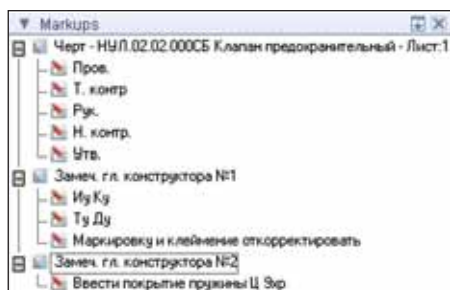 Markups
Черт - НУЛ.02.02.000СБ Клапан предохранительный - Лист:1
Пров.
Т. контр
Рук.
Н. контр.
Утв.
Замеч. гл. конструктора №1
Иу Ку
Ту Ду
Маркировку и клеймение откорректировать
Замеч. гл. конструктора №2
Ввести покрытие пружины Ц 9хр